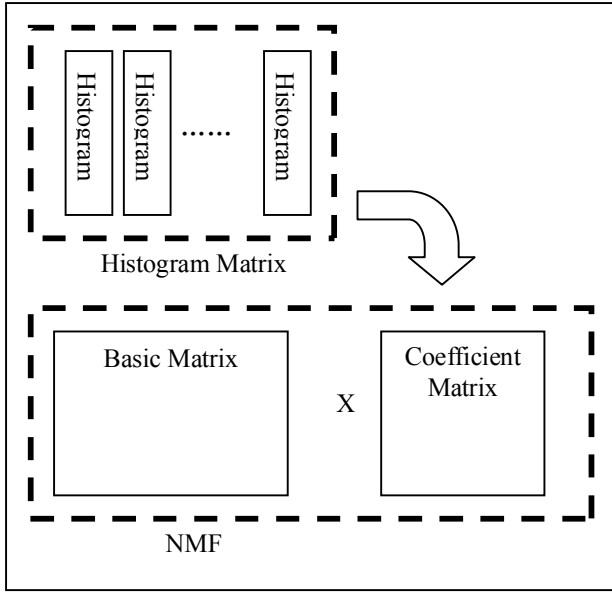 Histogram
Histogram
......
Histogram
Histogram Matrix
Basic Matrix
X
Coefficient
Matrix
NMF